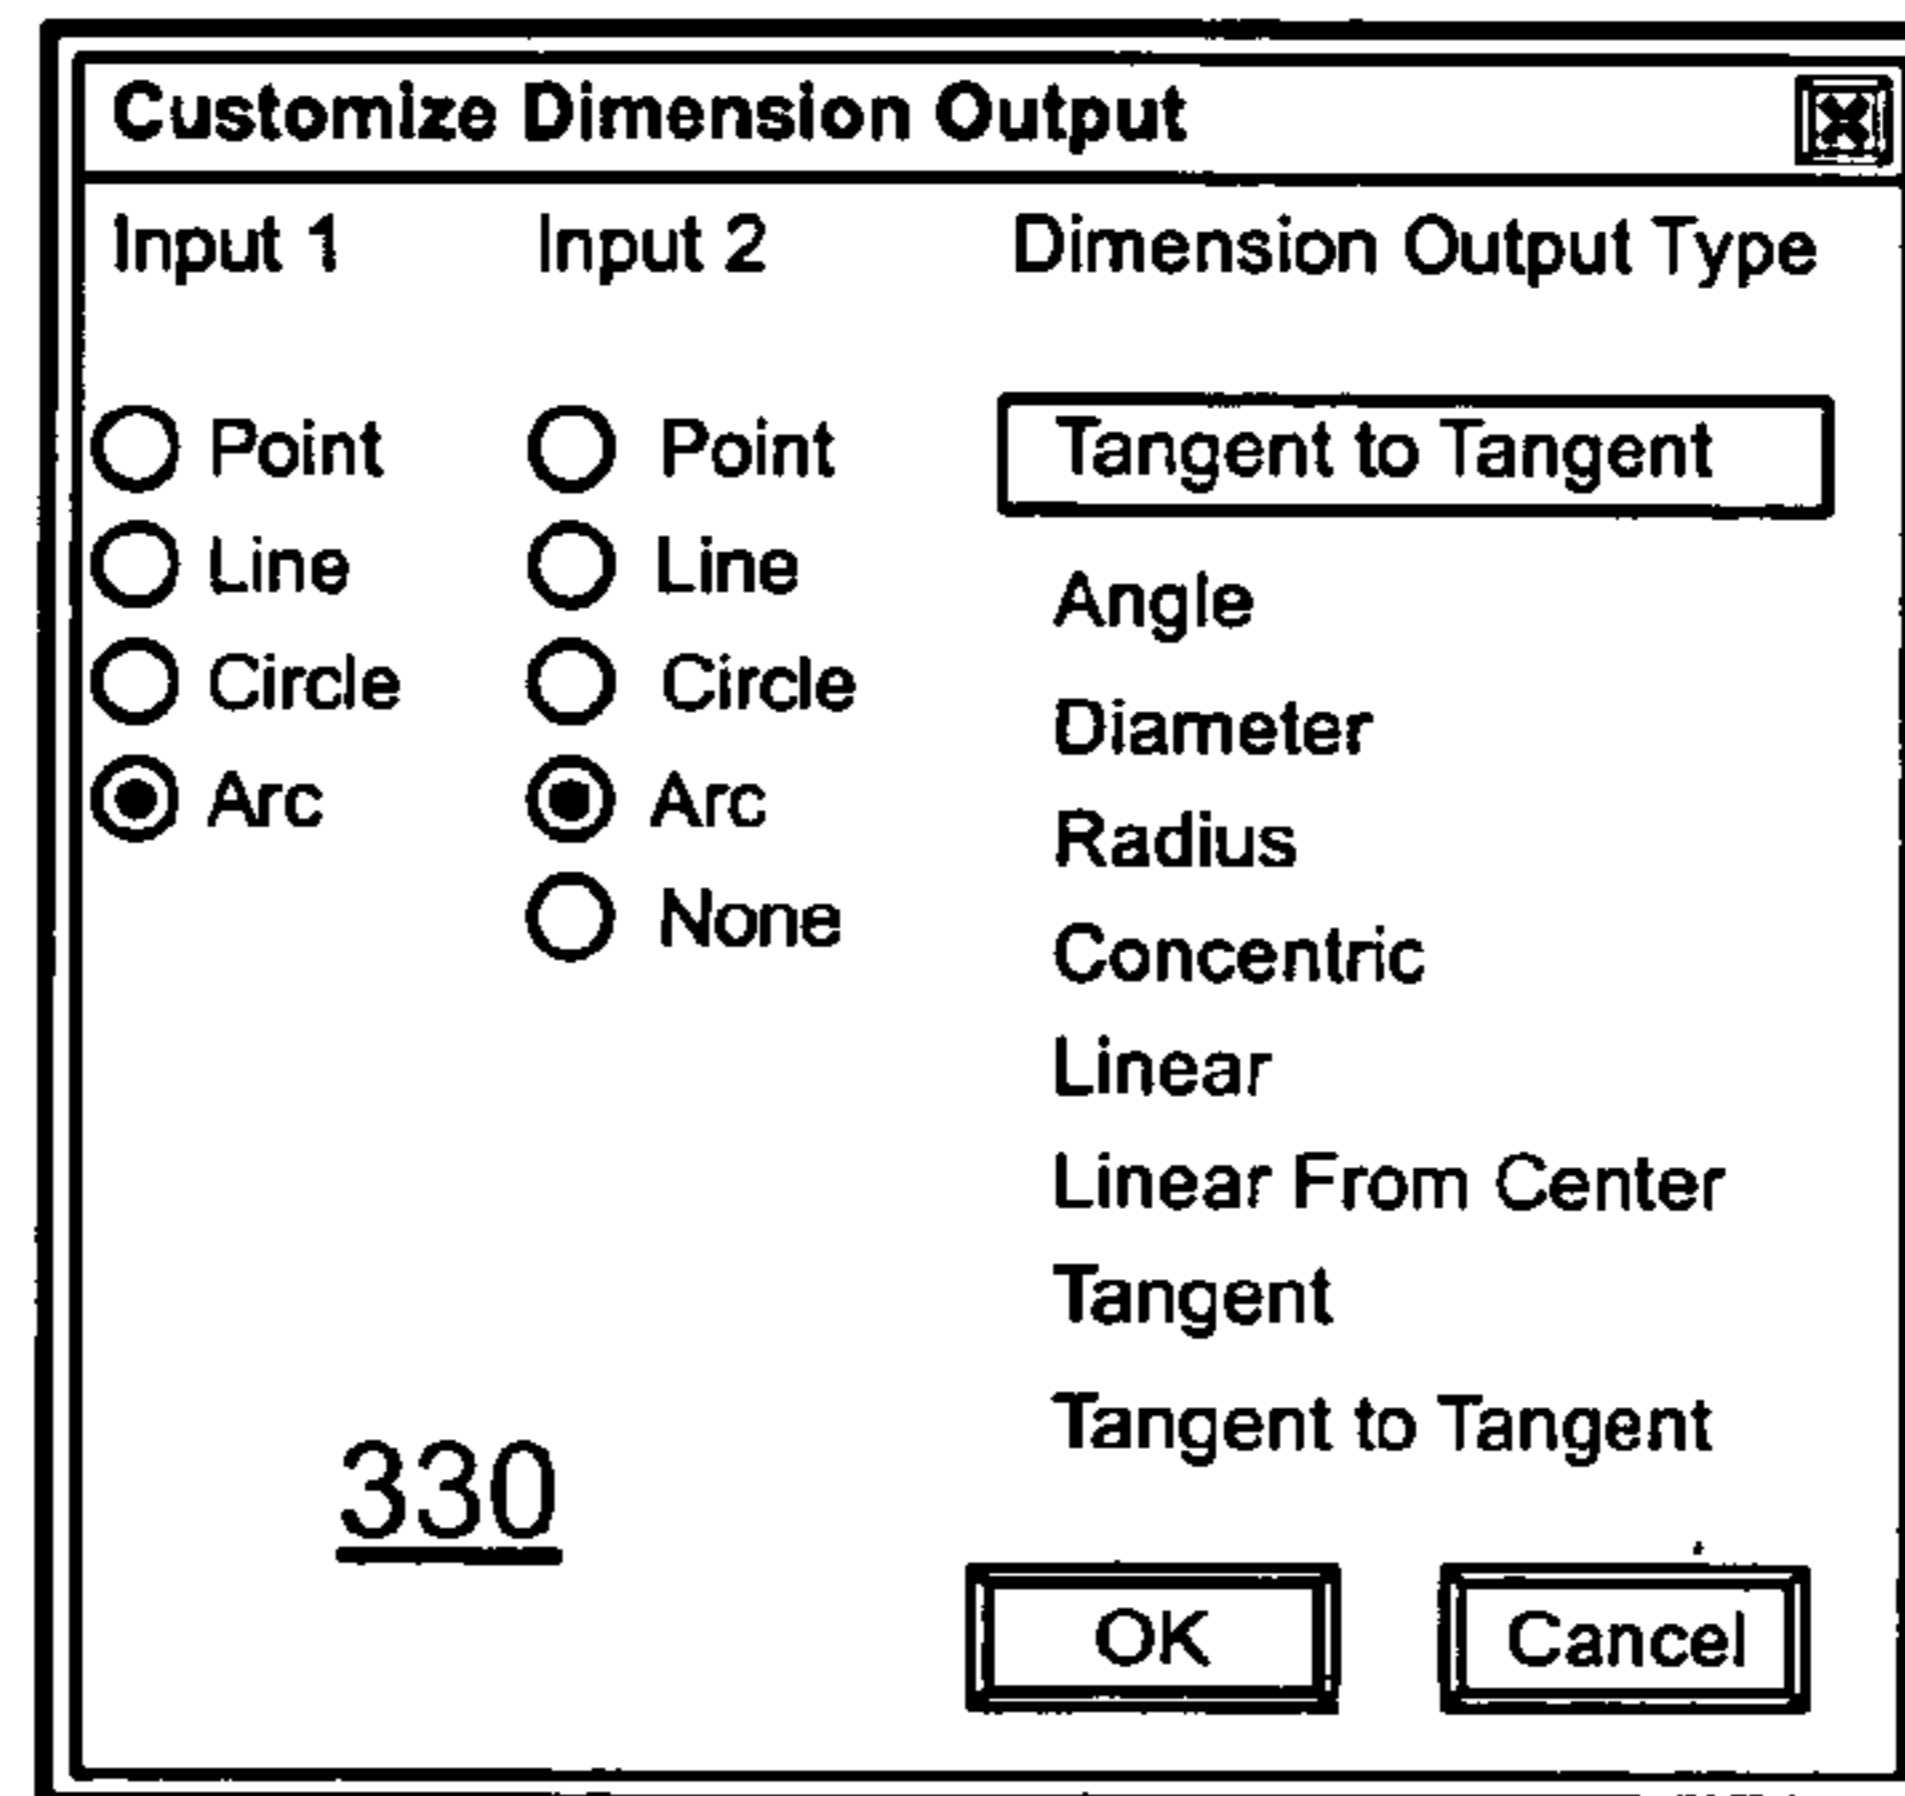 Customize Dimension Output
Input 1 Input 2 Dimension Output Type
Point Point Tangent to Tangent
Line Line
Angle
Circle Circle
Diameter
Arc Arc
Radius
None
Concentric
Linear
Linear From Center
Tangent
Tangent to Tangent
330
OK Cancel